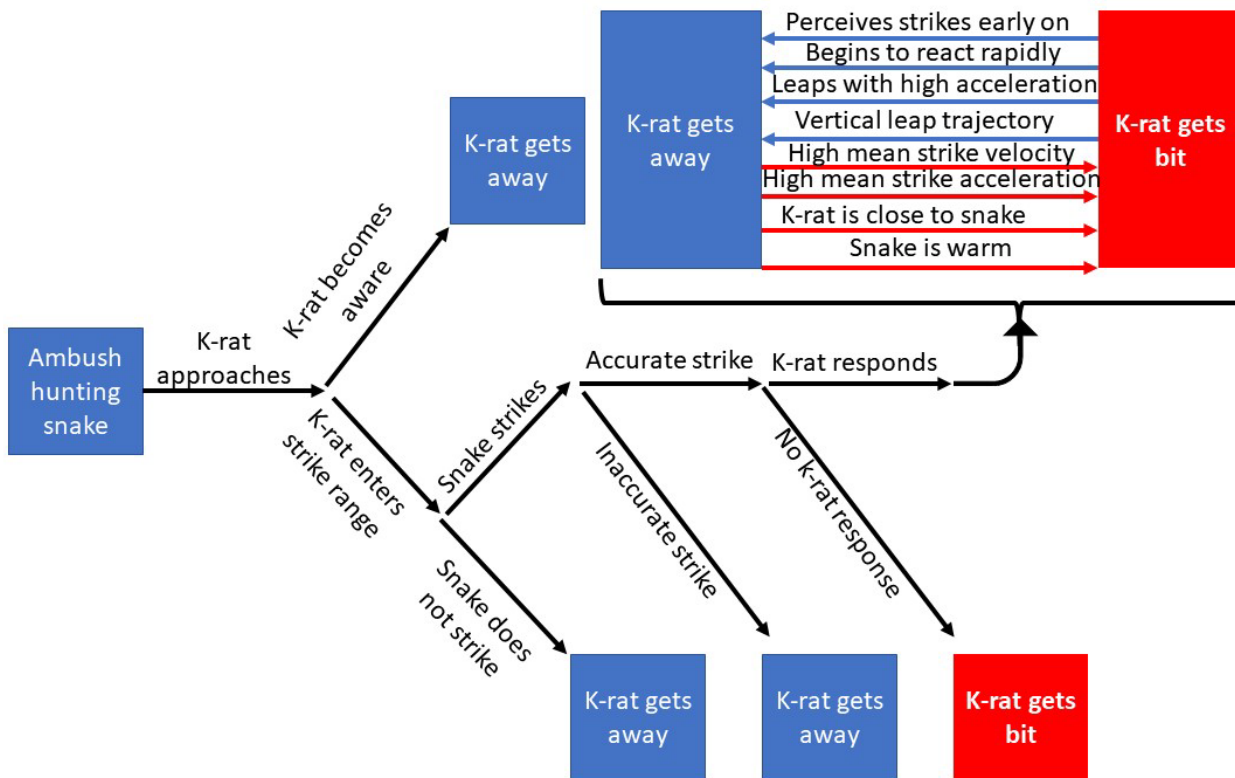 Perceives strikes early on
Begins to react rapidly
Leaps with high acceleration
Vertical leap trajectory
High mean strike velocity
High mean strike acceleration
K-rat is close to snake
Snake is warm
K-rat gets
away
K-rat gets
bit
K-rat gets
away
K-rat becomes
aware
Ambush
hunting
snake
K-rat
approaches
K-rat enters
strike range
Snake strikes
Accurate strike
K-rat responds
Inaccurate strike
No k-rat response
Snake does
not strike
K-rat gets
away
K-rat gets
away
K-rat gets
bit